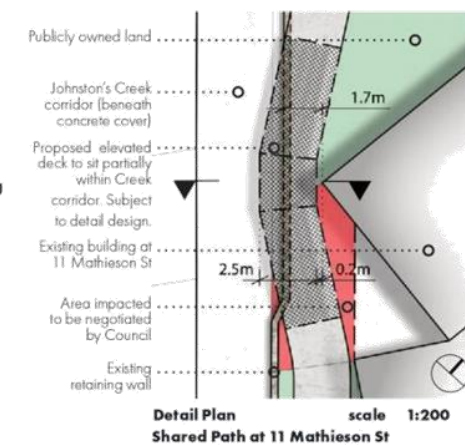 Publicly owned land
Johnston's Creek
corridor (beneath
concrete cover)
1.7m
Proposed elevated
deck to sit partially
within Creek
corridor. Subject
to detail design.
Existing building at
11 Mathieson St
2.5m
0.2m
Area impacted
to be negotiated
by Council
Existing
retaining wall
Detail Plan scale 1:200
Shared Path at 11 Mathieson St